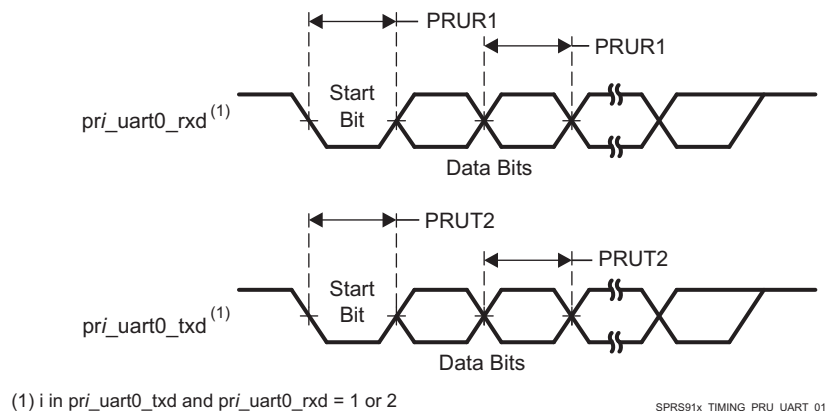 PRUR1
PRUR1
Start
Bit
pri_uart0_rxd (1)
Data Bits
PRUT2
PRUT2
Start
Bit
pri_uart0_txd (1)
Data Bits
(1) i in pri_uart0_txd and pri_uart0_rxd = 1 or 2
SPRS91x_TIMING_PRU_UART_01